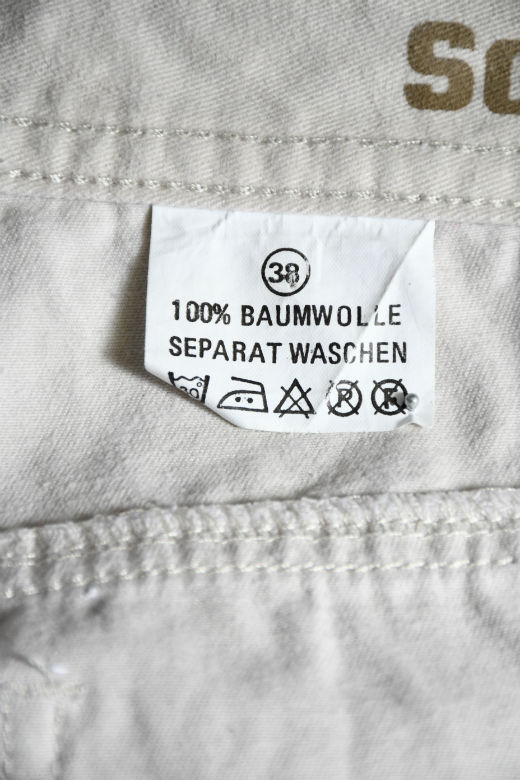 38
100% BAUMWOLLE
SEPARAT WASCHEN
P